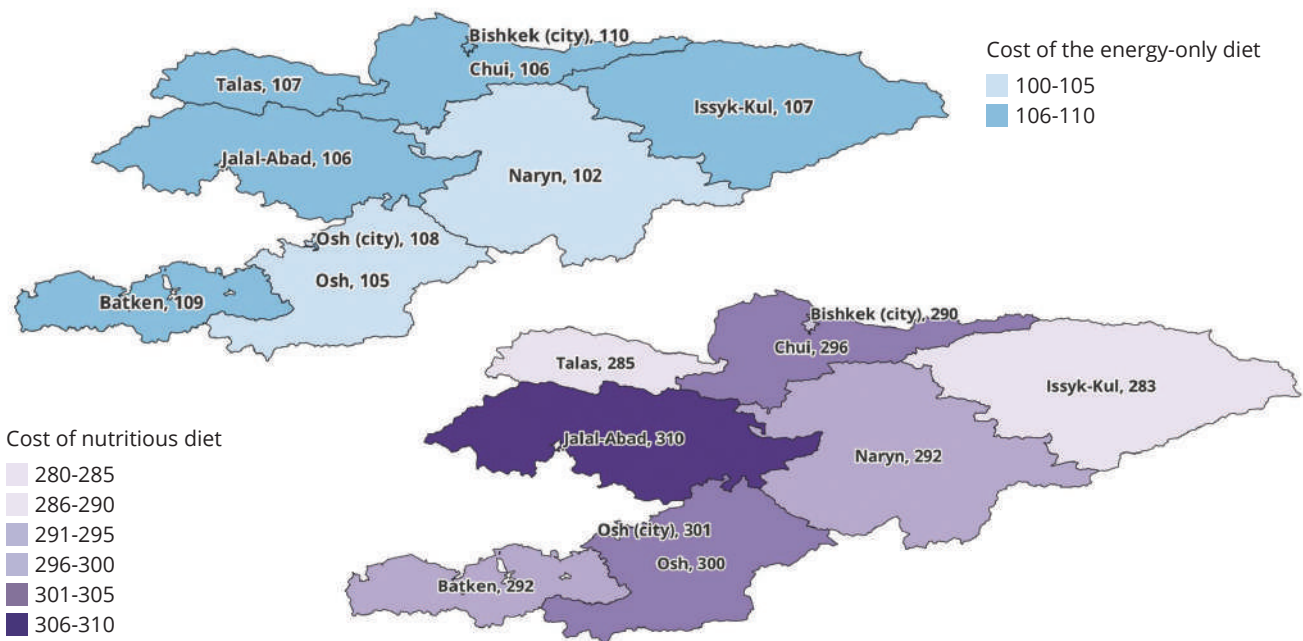 Bishkek (city), 110
Chui, 106
Talas, 107
Issyk-Kul, 107
Jalal-Abad, 106
Naryn, 102
Osh (city), 108
Osh, 105
Batken, 109
Cost of the energy-only diet
100-105
106-110
Bishkek (city), 290
Chui, 296
Talas, 285
Issyk-Kul, 283
Jalal-Abad, 310
Naryn, 292
Osh (city), 301
Osh, 300
Batken, 292
Cost of nutritious diet
280-285
286-290
291-295
296-300
301-305
306-310